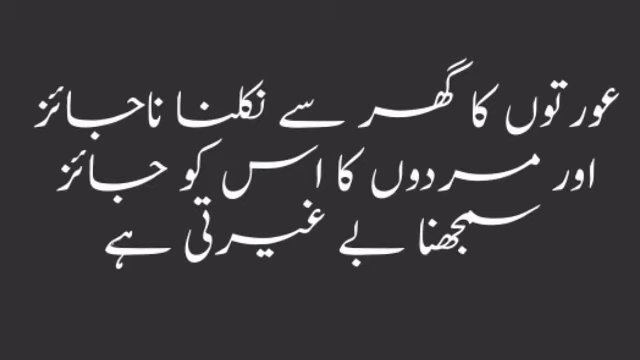 عورتوں کا گھر سے نکلنا ناجائز
اور مردوں کا اس کو جائز
سمجھنا بے غیرتی ہے